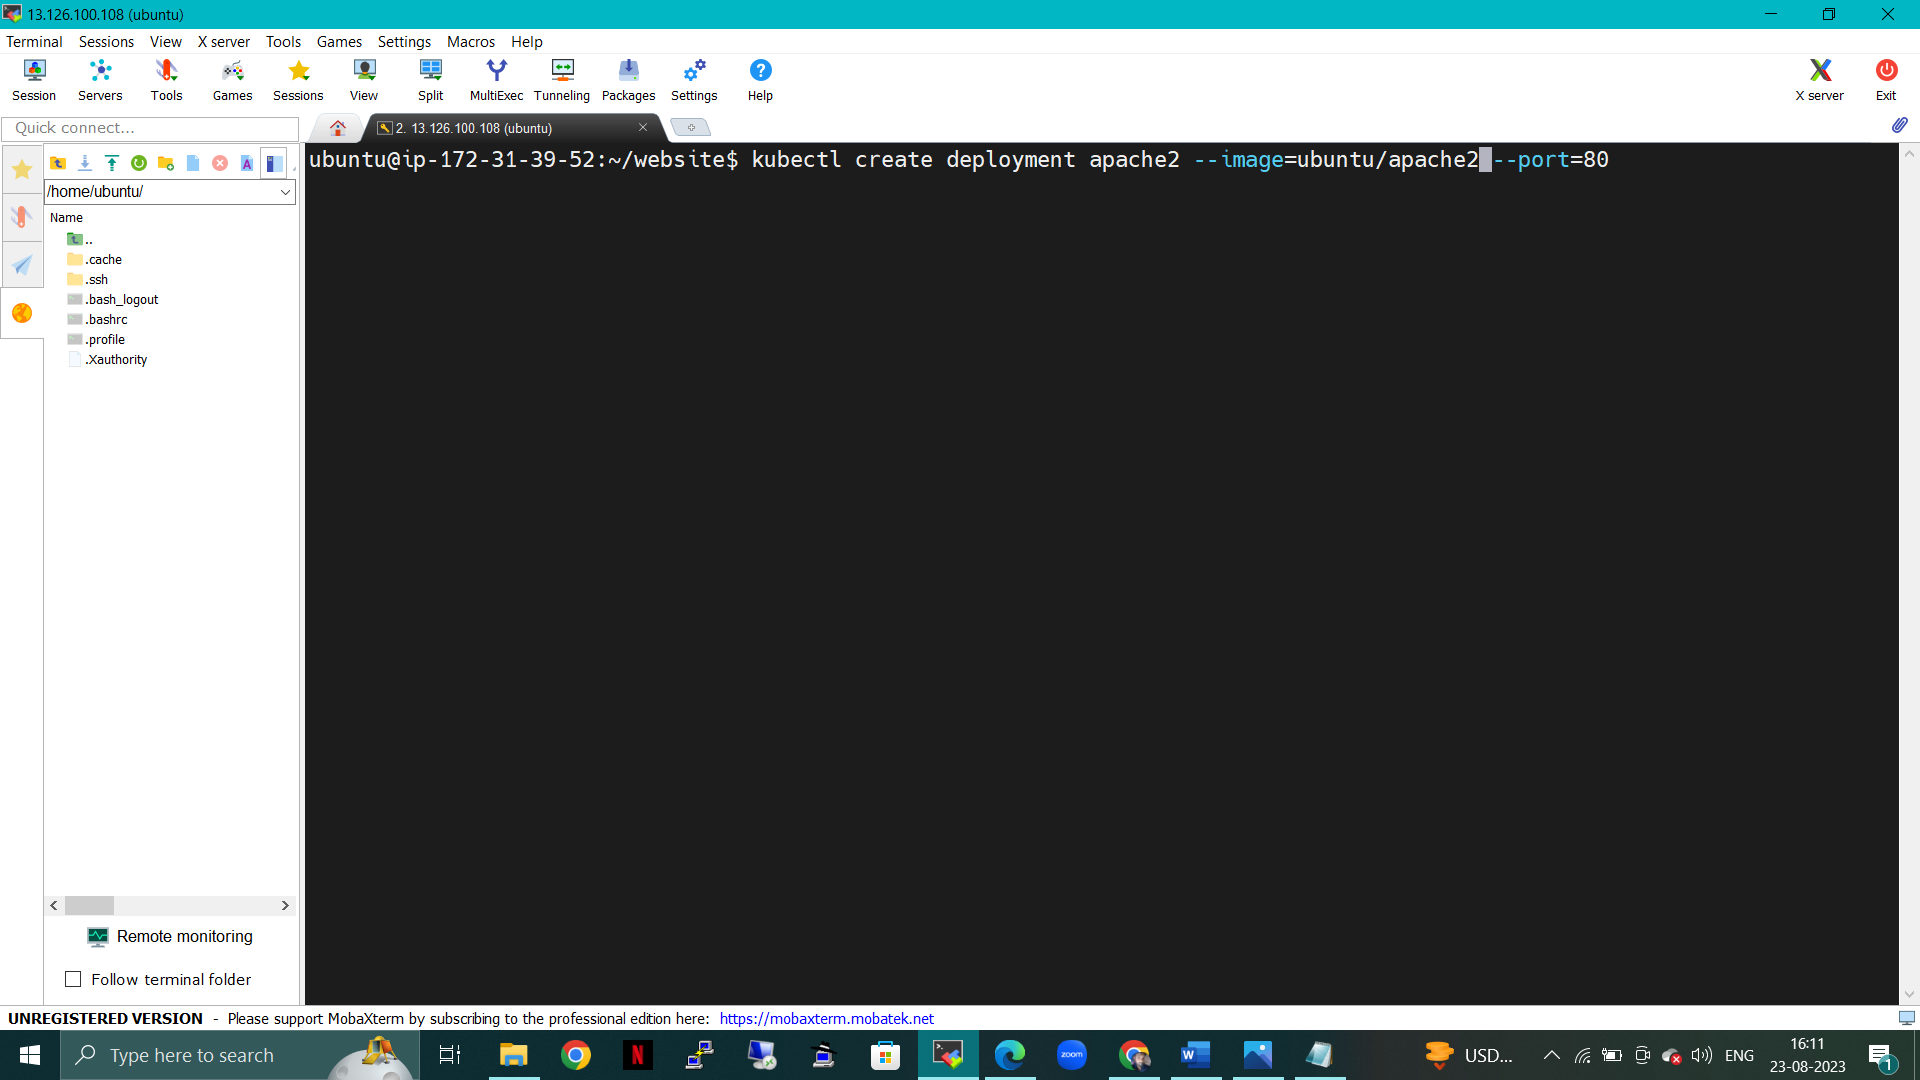 13.126.100.108 (ubuntu)
Terminal Sessions View X server Tools Games Settings Macros Help
Session Servers Tools Games Sessions View Split MultiExec Tunneling Packages Settings Help X server Exit
Quick connect...
2. 13.126.100.108 (ubuntu)
/home/ubuntu/
Name
..
.cache
.ssh
.bash_logout
.bashrc
.profile
.Xauthority
ubuntu@ip-172-31-39-52:~/website$ kubectl create deployment apache2 --image=ubuntu/apache2 --port=80
Remote monitoring
Follow terminal folder
UNREGISTERED VERSION - Please support MobaXterm by subscribing to the professional edition here: https://mobaxterm.mobatek.net
Type here to search
zoom
USD...
ENG
16:11
23-08-2023
1